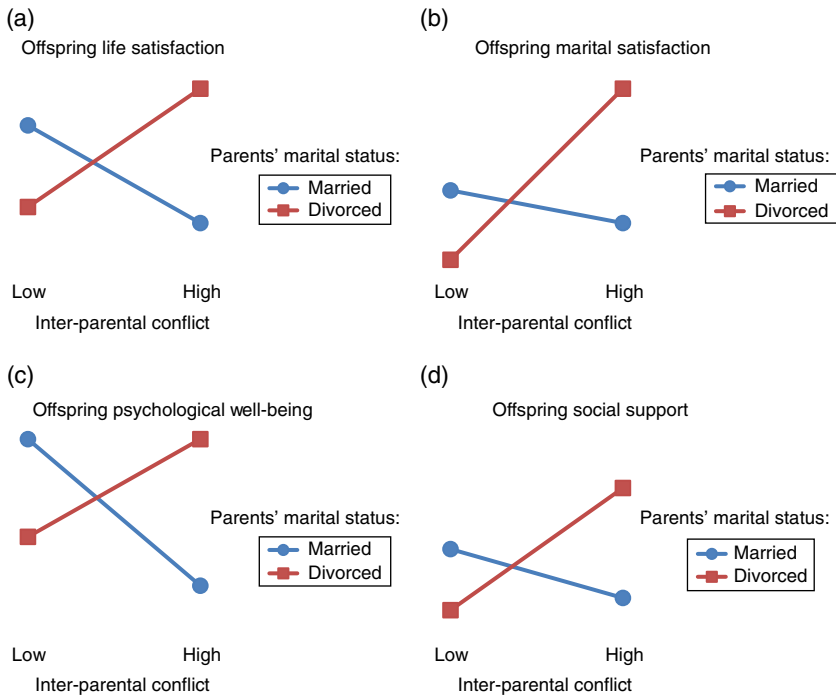 (a)
Offspring life satisfaction
Parents’ marital status:
Married
Divorced
Low
High
Inter-parental conflict
(b)
Offspring marital satisfaction
Parents’ marital status:
Married
Divorced
Low
High
Inter-parental conflict
(c)
Offspring psychological well-being
Parents’ marital status:
Married
Divorced
Low
High
Inter-parental conflict
(d)
Offspring social support
Parents’ marital status:
Married
Divorced
Low
High
Inter-parental conflict